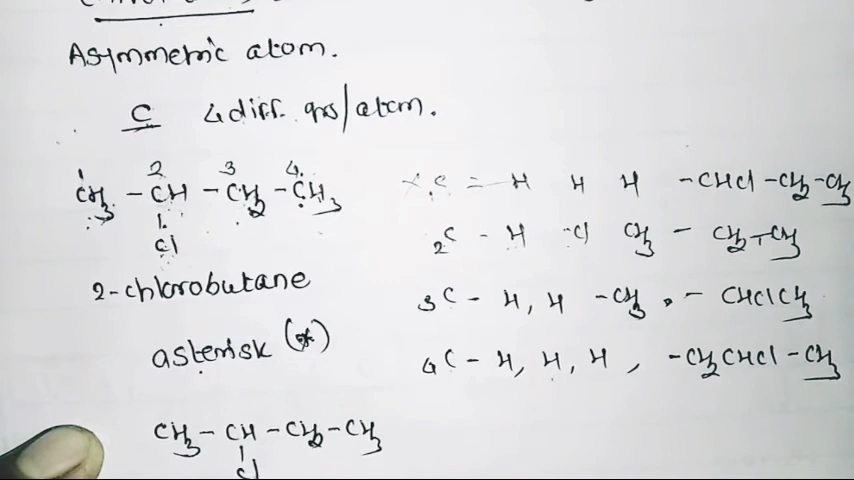 Asymmetric atom.
C 4 diff. grs/atom.
1 2 3 4.
CH3 - CH - CH2 - CH3
Cl
2-chlorobutane
asterisk (*)
CH3 - CH - CH2 - CH3
Cl
C = H H H - CHCl - CH2 - CH3
2C - H - Cl CH3 - CH2 - CH3
3C - H, H - CH3, - CHClCH3
4C - H, H, H, - CH2CHCl - CH3